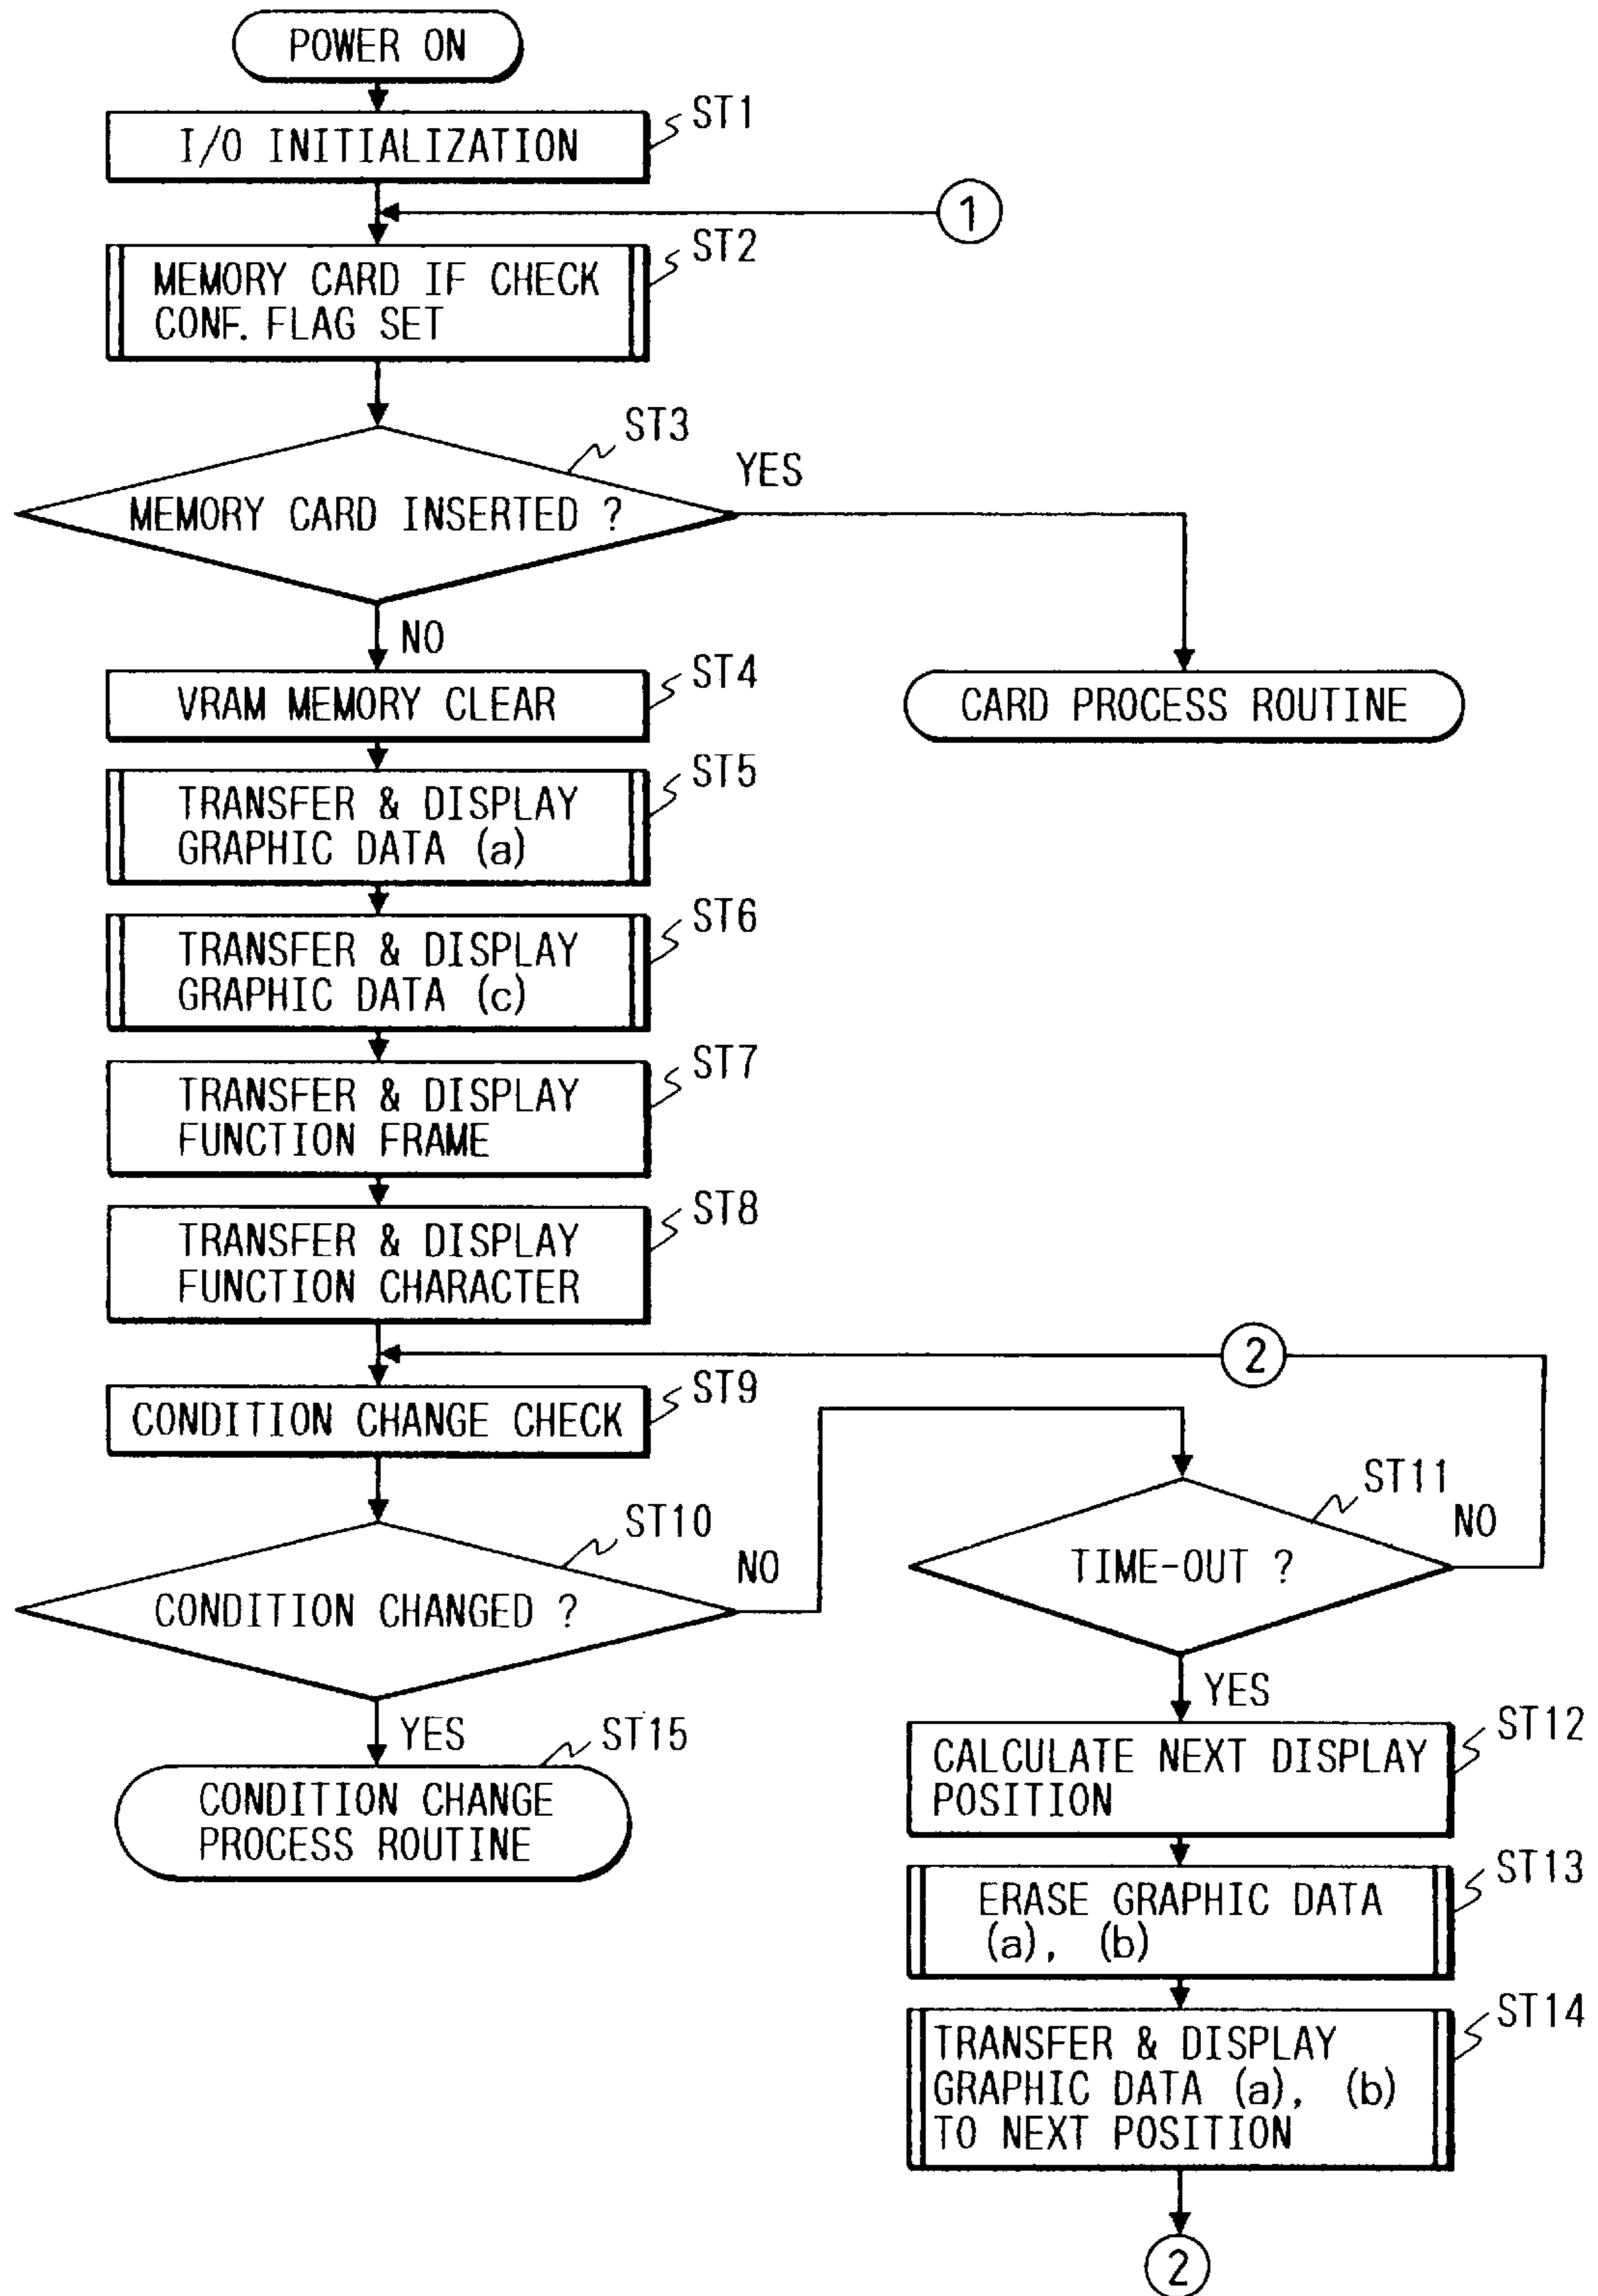 POWER ON
ST1
I/O INITIALIZATION
1
ST2
MEMORY CARD IF CHECK
CONF. FLAG SET
ST3
YES
MEMORY CARD INSERTED ?
NO
ST4
VRAM MEMORY CLEAR
CARD PROCESS ROUTINE
ST5
TRANSFER & DISPLAY
GRAPHIC DATA (a)
ST6
TRANSFER & DISPLAY
GRAPHIC DATA (c)
ST7
TRANSFER & DISPLAY
FUNCTION FRAME
ST8
TRANSFER & DISPLAY
FUNCTION CHARACTER
2
ST9
CONDITION CHANGE CHECK
ST10
NO
CONDITION CHANGED ?
YES
ST15
CONDITION CHANGE
PROCESS ROUTINE
ST11
NO
TIME-OUT ?
YES
ST12
CALCULATE NEXT DISPLAY
POSITION
ST13
ERASE GRAPHIC DATA
(a), (b)
ST14
TRANSFER & DISPLAY
GRAPHIC DATA (a), (b)
TO NEXT POSITION
2